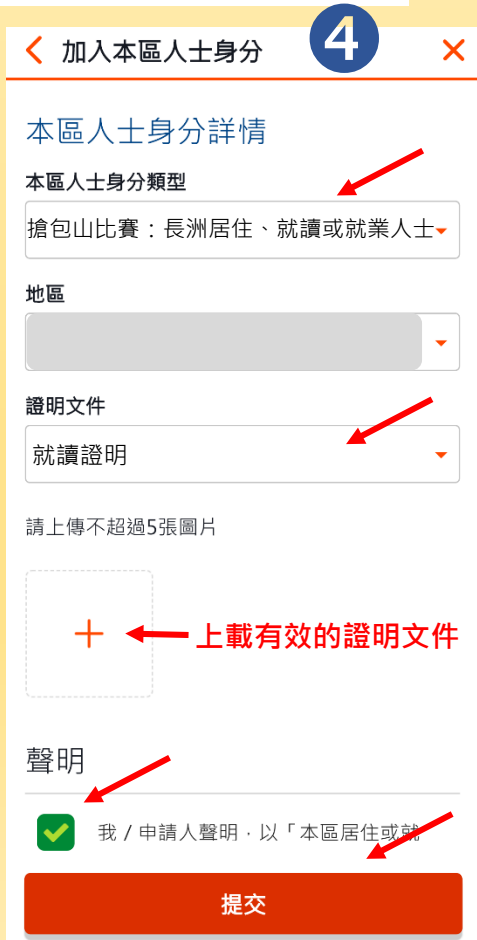 4
加入本區人士身分
本區人士身分詳情
本區人士身分類型
搶包山比賽：長洲居住、就讀或就業人士
地區
證明文件
就讀證明
請上傳不超過5張圖片
上載有效的證明文件
聲明
我 / 申請人聲明，以「本區居住或就
提交